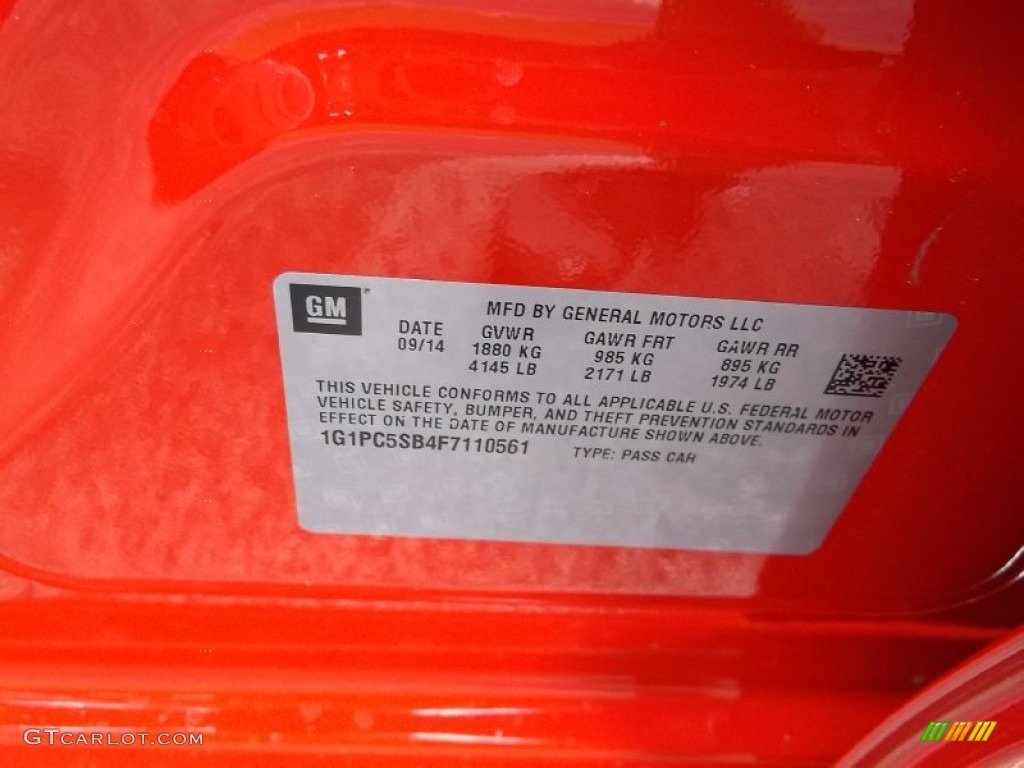 GM
MFD BY GENERAL MOTORS LLC
DATE GVWR GAWR FRT GAWR RR
09/14 1880 KG 985 KG 895 KG
4145 LB 2171 LB 1974 LB
THIS VEHICLE CONFORMS TO ALL APPLICABLE U.S. FEDERAL MOTOR
VEHICLE SAFETY, BUMPER, AND THEFT PREVENTION STANDARDS IN
EFFECT ON THE DATE OF MANUFACTURE SHOWN ABOVE.
1G1PC5SB4F7110561 TYPE: PASS CAR
GTCARLOT.COM